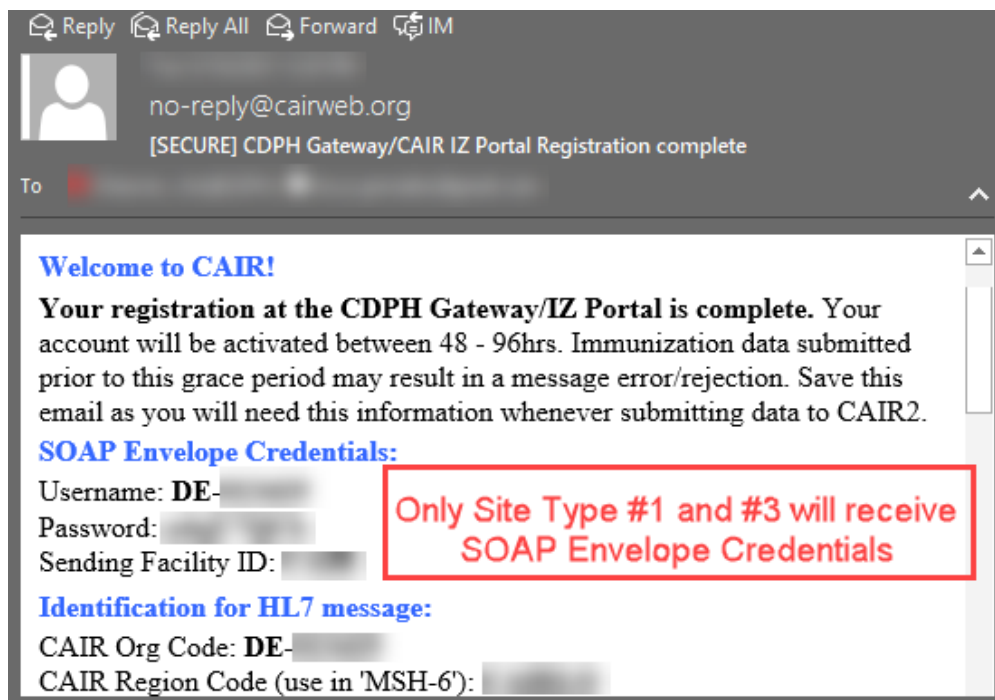 Reply Reply All Forward IM
no-reply@cairweb.org
[SECURE] CDPH Gateway/CAIR IZ Portal Registration complete
To
Welcome to CAIR!
Your registration at the CDPH Gateway/IZ Portal is complete. Your
account will be activated between 48 - 96hrs. Immunization data submitted
prior to this grace period may result in a message error/rejection. Save this
email as you will need this information whenever submitting data to CAIR2.
SOAP Envelope Credentials:
Username: DE-
Password:
Sending Facility ID:
Only Site Type #1 and #3 will receive
SOAP Envelope Credentials
Identification for HL7 message:
CAIR Org Code: DE-
CAIR Region Code (use in 'MSH-6'):